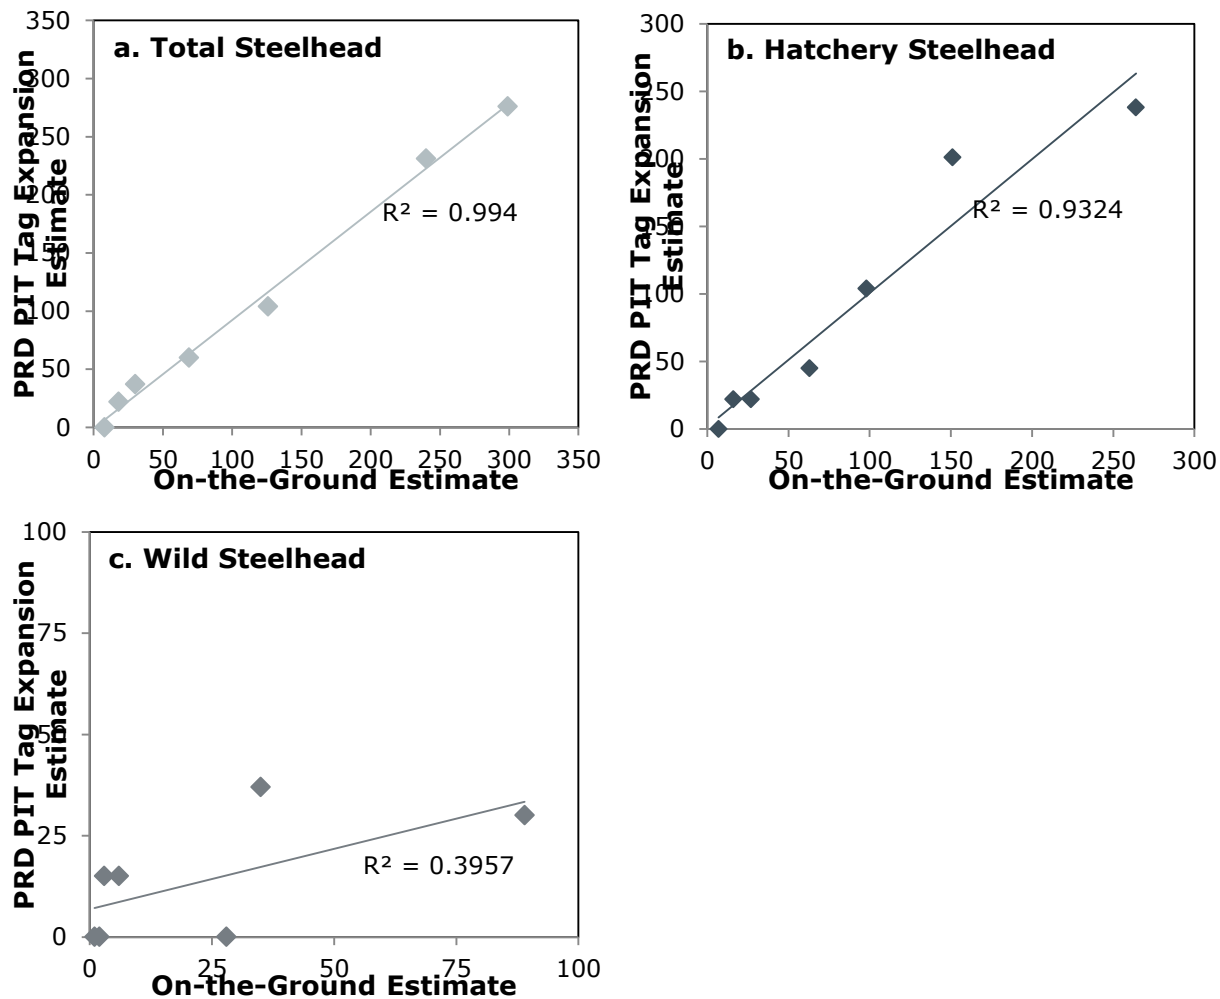 a. Total Steelhead
PRD PIT Tag Expansion
Estimate
350
300
250
200
150
100
50
0
R² = 0.994
0 50 100 150 200 250 300 350
On-the-Ground Estimate
b. Hatchery Steelhead
PRD PIT Tag Expansion
Estimate
300
250
200
150
100
50
0
R² = 0.9324
0 50 100 150 200 250 300
On-the-Ground Estimate
c. Wild Steelhead
PRD PIT Tag Expansion
Estimate
100
75
50
25
0
R² = 0.3957
0 25 50 75 100
On-the-Ground Estimate